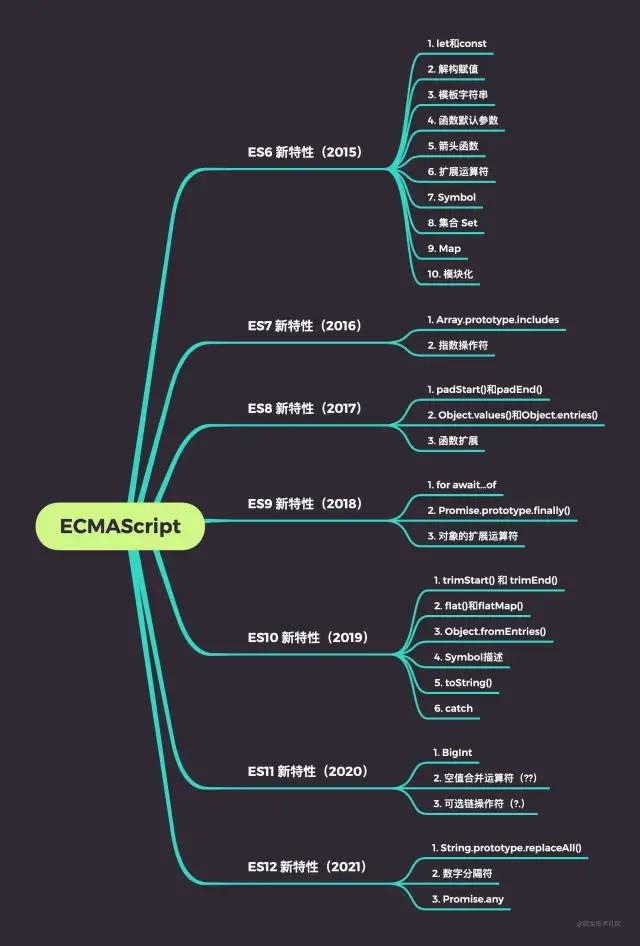 ES6 新特性（2015）
1. let和const
2. 解构赋值
3. 模板字符串
4. 函数默认参数
5. 箭头函数
6. 扩展运算符
7. Symbol
8. 集合 Set
9. Map
10. 模块化
ES7 新特性（2016）
1. Array.prototype.includes
2. 指数操作符
ES8 新特性（2017）
1. padStart()和padEnd()
2. Object.values()和Object.entries()
3. 函数扩展
ECMAScript
ES9 新特性（2018）
1. for await...of
2. Promise.prototype.finally()
3. 对象的扩展运算符
ES10 新特性（2019）
1. trimStart() 和 trimEnd()
2. flat()和flatMap()
3. Object.fromEntries()
4. Symbol描述
5. toString()
6. catch
ES11 新特性（2020）
1. BigInt
2. 空值合并运算符（??）
3. 可选链操作符（?.）
ES12 新特性（2021）
1. String.prototype.replaceAll()
2. 数字分隔符
3. Promise.any
@掘金技术社区